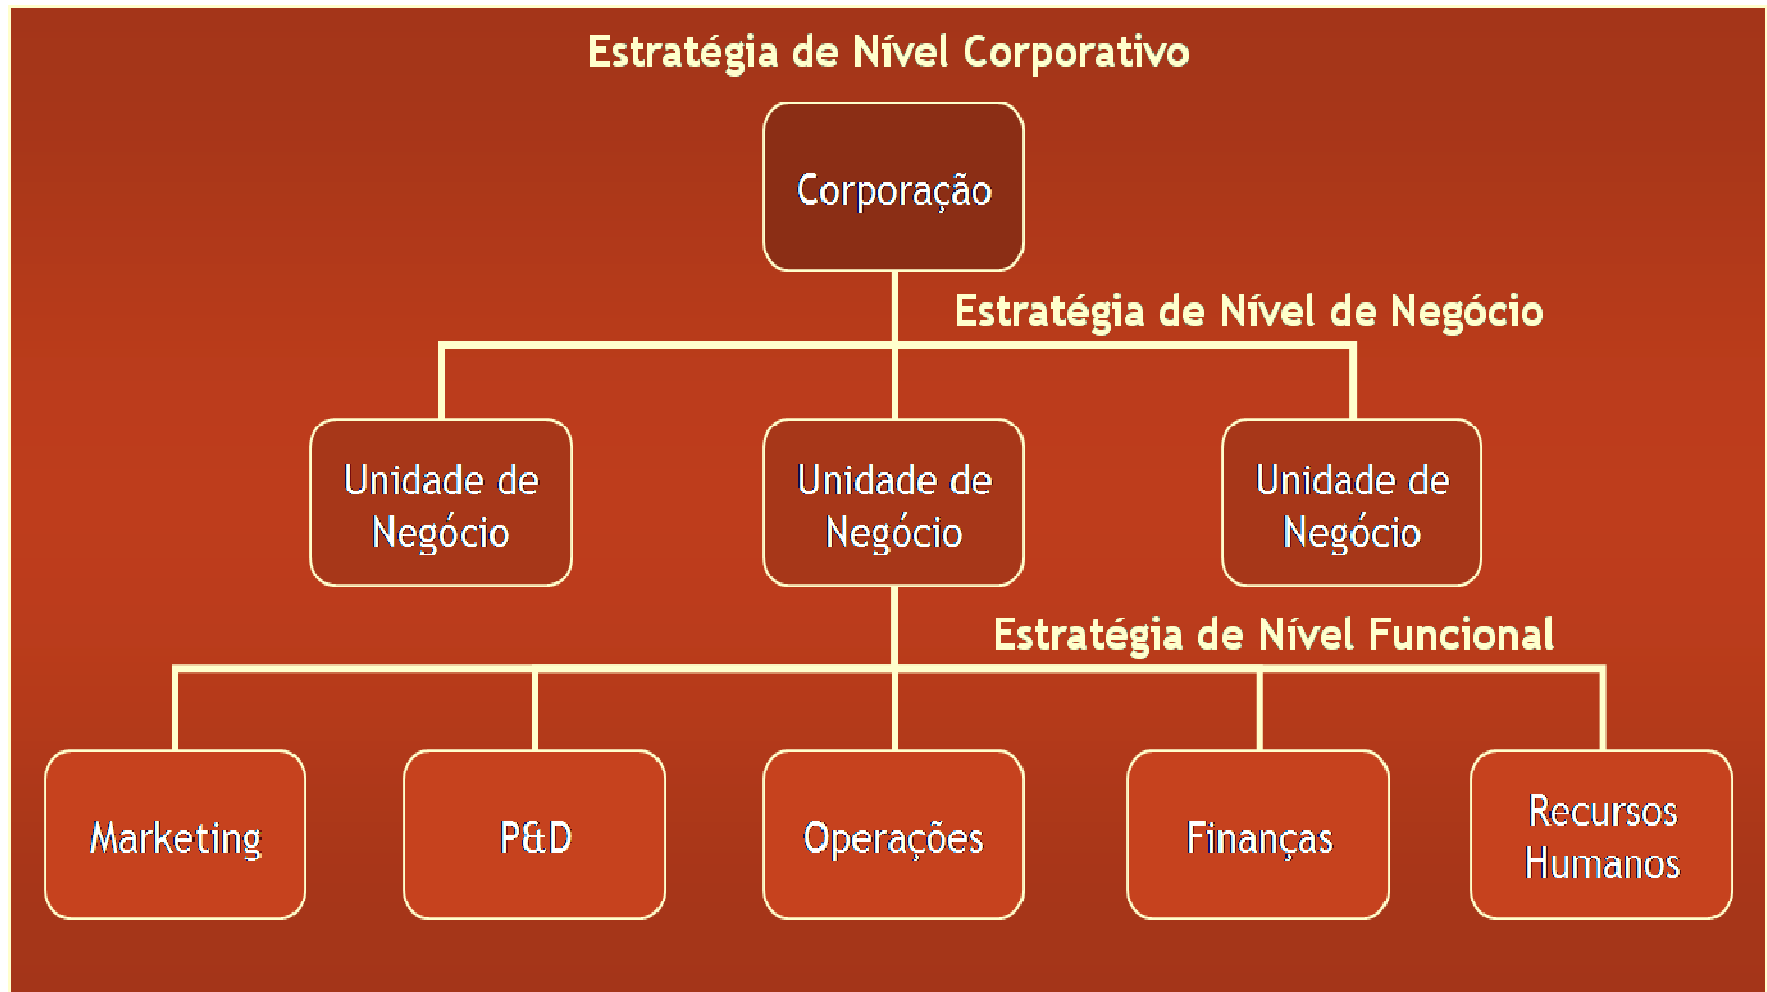 Estratégia de Nível Corporativo
Corporação
Estratégia de Nível de Negócio
Unidade de
Negócio
Unidade de
Negócio
Unidade de
Negócio
Estratégia de Nível Funcional
Marketing
P&D
Operações
Finanças
Recursos
Humanos